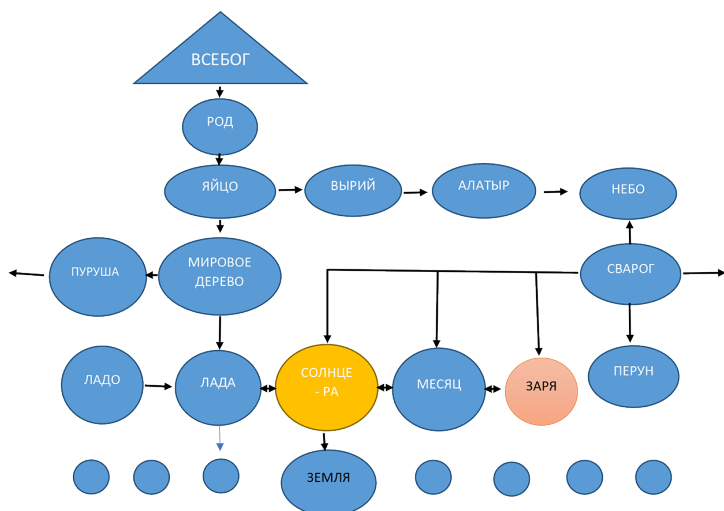 ВСЕБОГ
РОД
ЯЙЦО
ВЫРИЙ
АЛАТЫР
НЕБО
ПУРУША
МИРОВОЕ
ДЕРЕВО
СВАРОГ
ЛАДО
ЛАДА
СОЛНЦЕ
- РА
МЕСЯЦ
ЗАРЯ
ПЕРУН
ЗЕМЛЯ